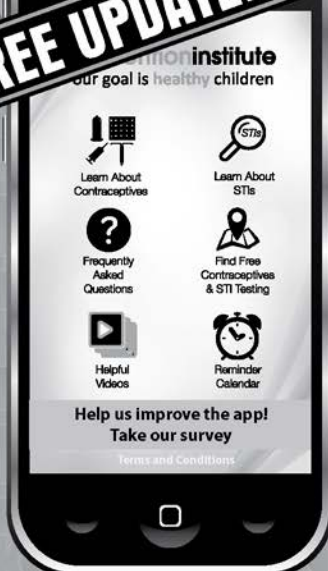 FREE UPDATE
institute
our goal is healthy children
STIs
Learn About
Contraceptives
Learn About
STIs
?
Frequently
Asked
Questions
Find Free
Contraceptives
& STI Testing
Helpful
Videos
Reminder
Calendar
Help us improve the app!
Take our survey
Terms and Conditions